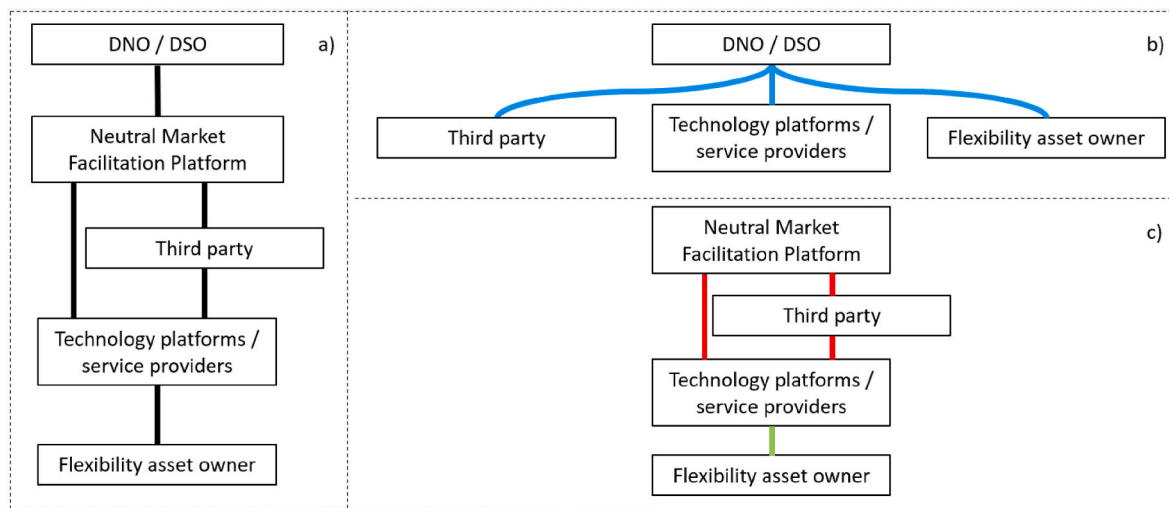 a)
DNO / DSO
Neutral Market
Facilitation Platform
Third party
Technology platforms /
service providers
Flexibility asset owner
b)
DNO / DSO
Third party
Technology platforms /
service providers
Flexibility asset owner
c)
Neutral Market
Facilitation Platform
Third party
Technology platforms /
service providers
Flexibility asset owner